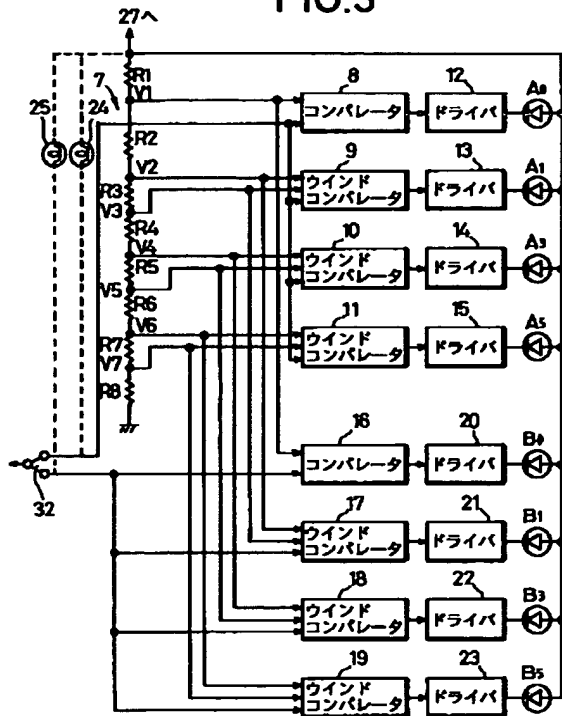 FIG.3
27へ
7
R1
V1
R2
V2
R3
V3
R4
V4
R5
V5
R6
V6
R7
V7
R8
25
24
32
8
コンパレータ
12
ドライバ
A0
9
ウインド
コンパレータ
13
ドライバ
A1
10
ウインド
コンパレータ
14
ドライバ
A3
11
ウインド
コンパレータ
15
ドライバ
A5
16
コンパレータ
20
ドライバ
B0
17
ウインド
コンパレータ
21
ドライバ
B1
18
ウインド
コンパレータ
22
ドライバ
B3
19
ウインド
コンパレータ
23
ドライバ
B5